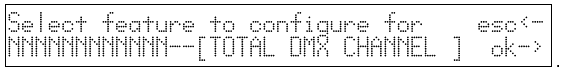 Select feature to configure for esc<-
NNNNNNNNNNNN--[TOTAL DMX CHANNEL ] ok->
.